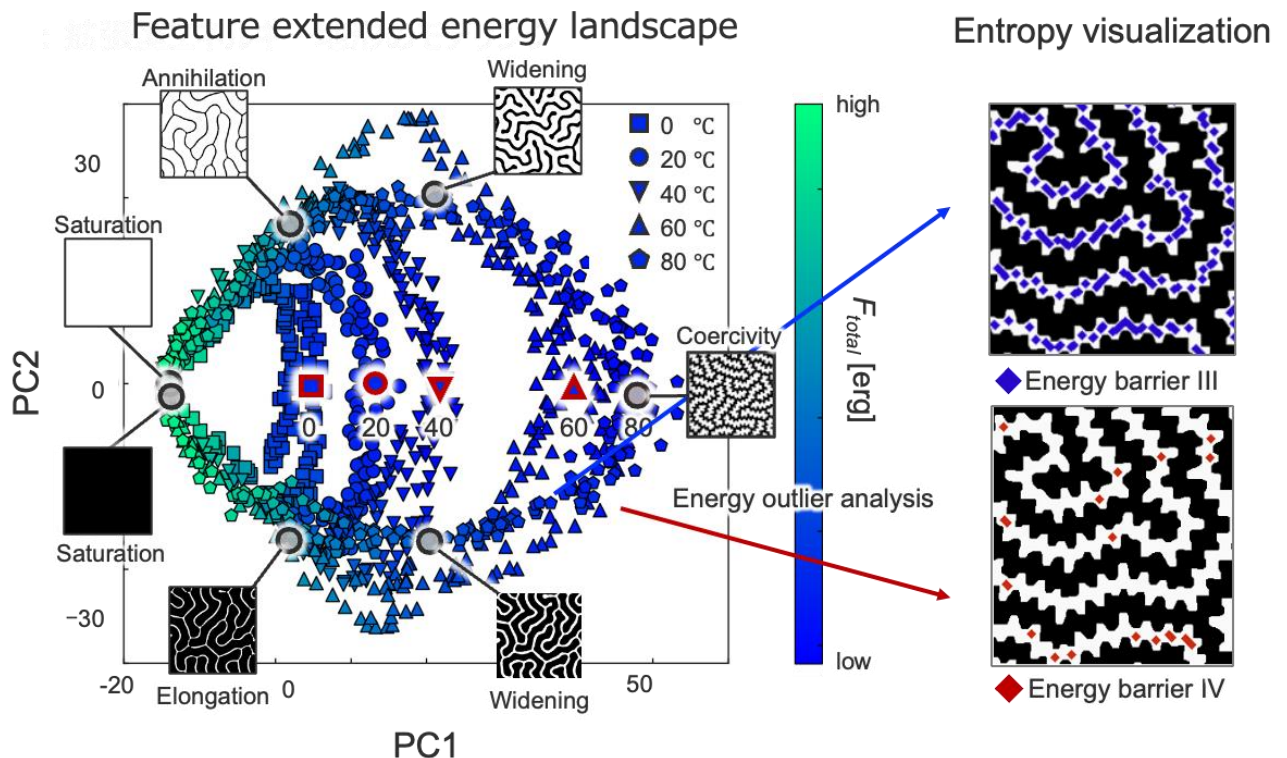 Feature extended energy landscape
Entropy visualization
Annihilation
Widening
Saturation
Saturation
Elongation
Widening
Coercivity
0 °C
20 °C
40 °C
60 °C
80 °C
30
0
−30
PC2
-20
0
50
PC1
0
20
40
60
80
high
low
F total [erg]
Energy outlier analysis
Energy barrier III
Energy barrier IV